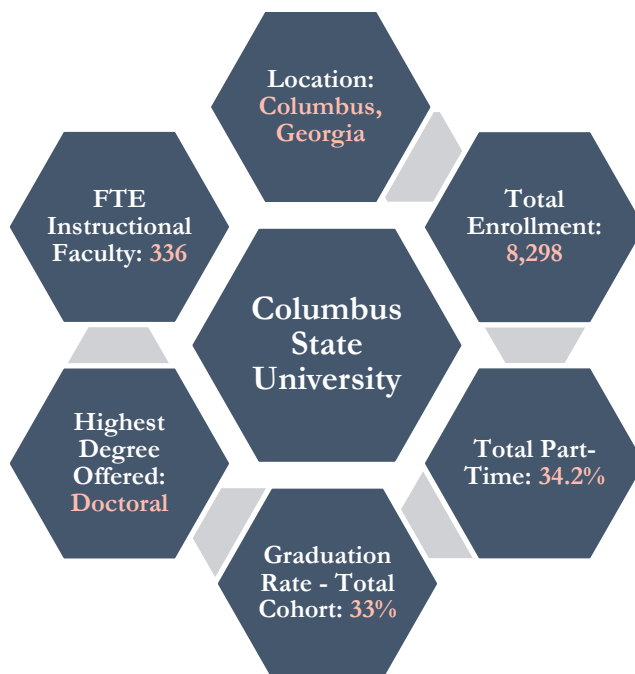 Location:
Columbus,
Georgia
Total
Enrollment:
8,298
Total Part-
Time: 34.2%
Graduation
Rate - Total
Cohort: 33%
Highest
Degree
Offered:
Doctoral
FTE
Instructional
Faculty: 336
Columbus
State
University